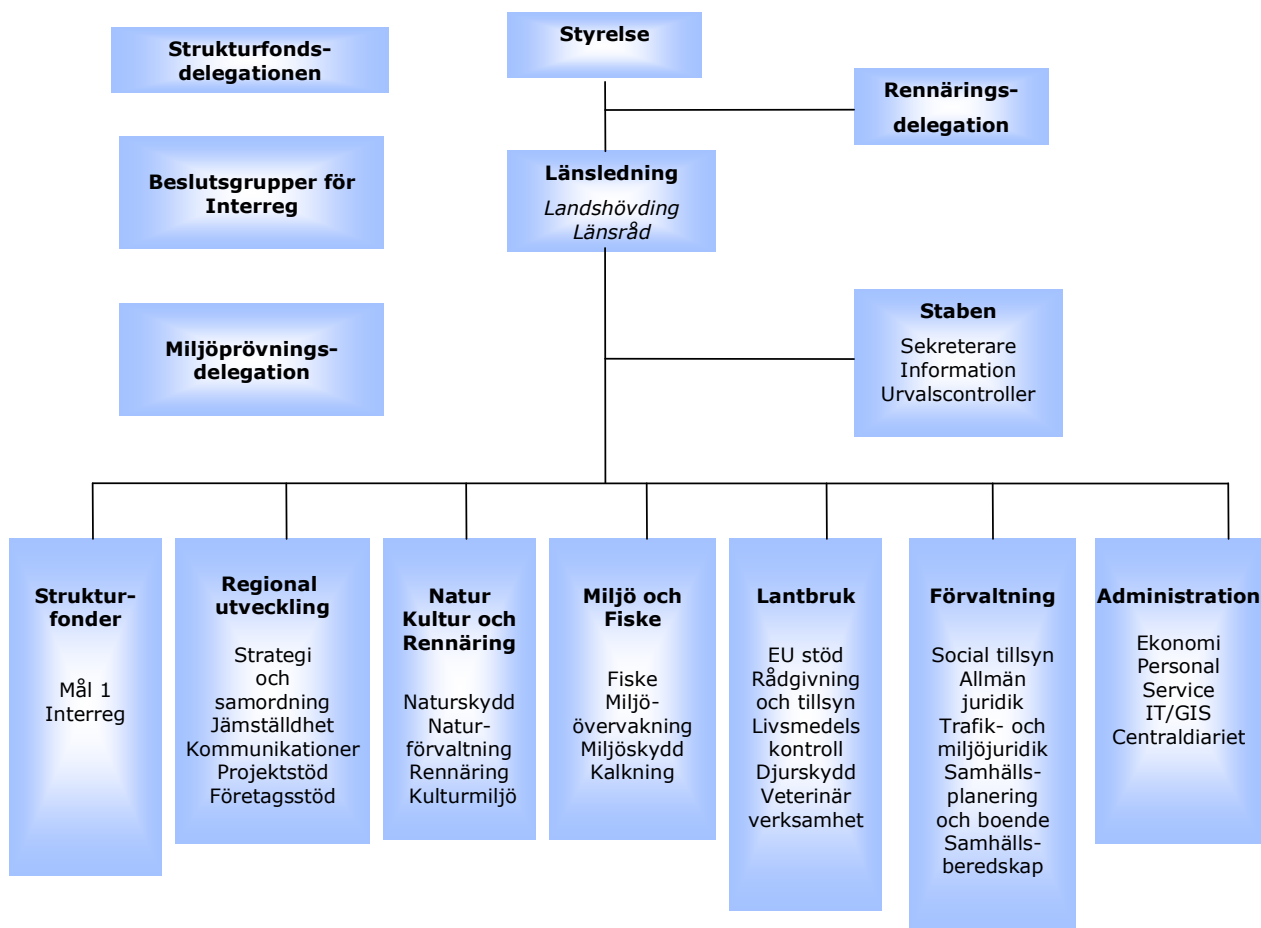 Strukturfonds-
delegationen
Styrelse
Rennärings-
delegation
Beslutsgrupper för
Interreg
Länsledning
Landshövding
Länsråd
Miljöprövnings-
delegation
Staben
Sekreterare
Information
Urvalscontroller
Struktur-
fonder
Mål 1
Interreg
Regional
utveckling
Strategi
och
samordning
Jämställdhet
Kommunikationer
Projektstöd
Företagsstöd
Natur
Kultur och
Rennäring
Naturskydd
Natur-
förvaltning
Rennäring
Kulturmiljö
Miljö och
Fiske
Fiske
Miljö-
övervakning
Miljöskydd
Kalkning
Lantbruk
EU stöd
Rådgivning
och tillsyn
Livsmedels
kontroll
Djurskydd
Veterinär
verksamhet
Förvaltning
Social tillsyn
Allmän
juridik
Trafik- och
miljöjuridik
Samhälls-
planering
och boende
Samhälls-
beredskap
Administration
Ekonomi
Personal
Service
IT/GIS
Centraldiariet